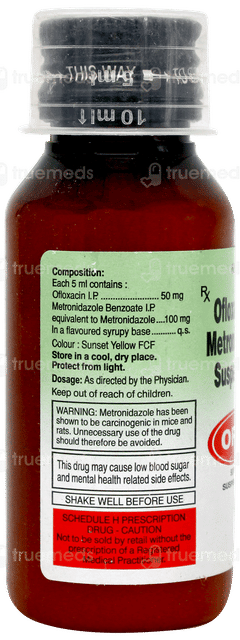 THIS WAY
5 ml
10 ml
truemeds
Composition:
Each 5 ml contains :
Ofloxacin I.P. ........................ 50 mg
Metronidazole Benzoate I.P.
equivalent to Metronidazole....100 mg
In a flavoured syrupy base .......... q.s.
Colour : Sunset Yellow FCF
Store in a cool, dry place.
Protect from light.
Dosage: As directed by the Physician.
Keep out of reach of children.
WARNING: Metronidazole has been
shown to be carcinogenic in mice and
rats. Unnecessary use of the drug
should therefore be avoided.
This drug may cause low blood sugar
and mental health related side effects.
SHAKE WELL BEFORE USE
SCHEDULE H PRESCRIPTION
DRUG - CAUTION
Not to be sold by retail without the
prescription of a Registered
Medical Practitioner.
Rx